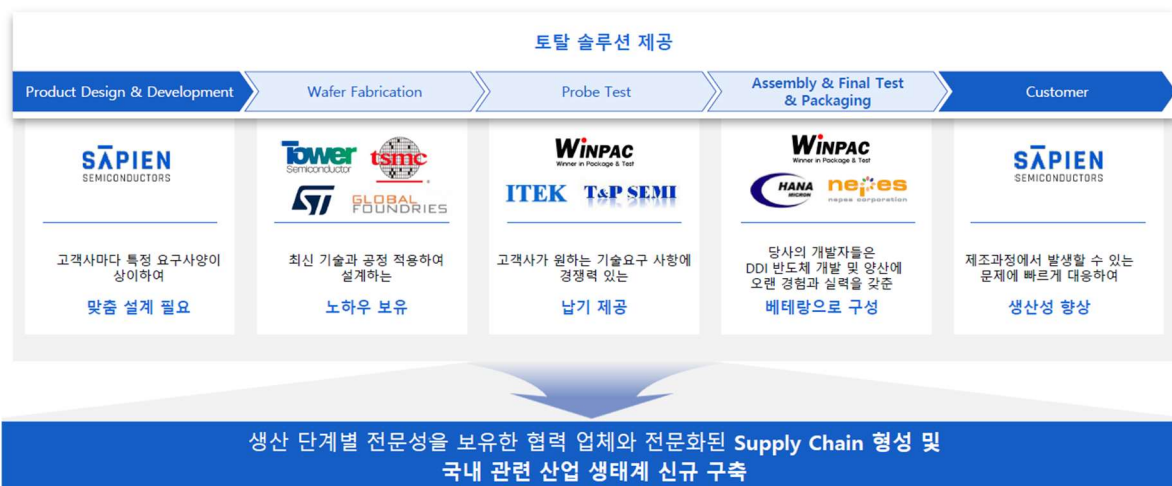 토탈 솔루션 제공
Product Design & Development
Wafer Fabrication
Probe Test
Assembly & Final Test
& Packaging
Customer
SĀPIEN
SEMICONDUCTORS
고객사마다 특정 요구사양이
상이하여
맞춤 설계 필요
Tower
Semiconductor
tsmc
ST
GLOBAL
FOUNDRIES
최신 기술과 공정 적용하여
설계하는
노하우 보유
WINPAC
Winner in Package & Test
ITEK
T&P SEMI
고객사가 원하는 기술요구 사항에
경쟁력 있는
납기 제공
WINPAC
Winner in Package & Test
HANA
MICRON
nepes
nepes corporation
당사의 개발자들은
DDI 반도체 개발 및 양산에
오랜 경험과 실력을 갖춘
베테랑으로 구성
SĀPIEN
SEMICONDUCTORS
제조과정에서 발생할 수 있는
문제에 빠르게 대응하여
생산성 향상
생산 단계별 전문성을 보유한 협력 업체와 전문화된 Supply Chain 형성 및
국내 관련 산업 생태계 신규 구축